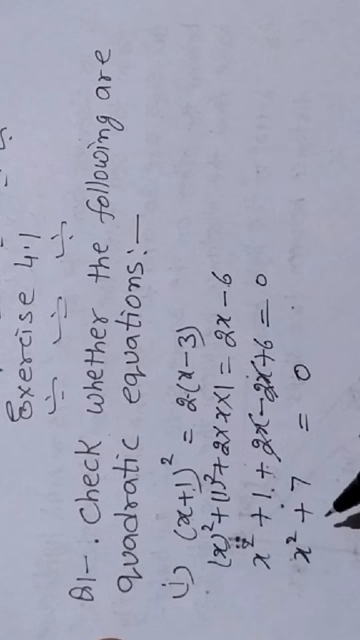 Exercise 4.1
Q1-. Check whether the following are
quadratic equations:-
(i) (x+1)² = 2(x-3)
(x)²+(1)²+2×x×1 = 2x-6
x²+1+2x-2x+6=0
x²+7 = 0